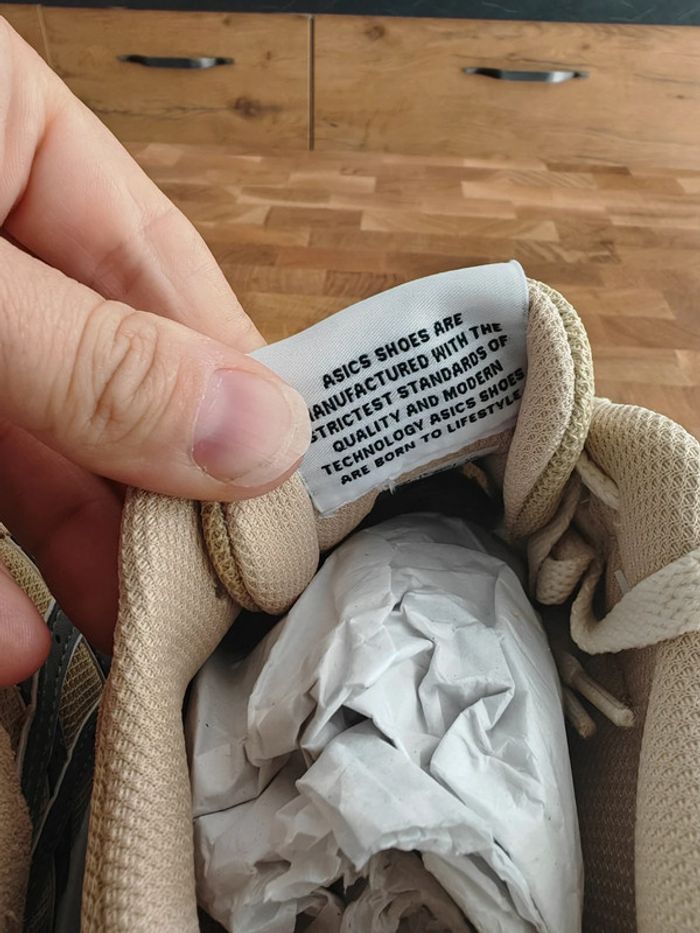 ASICS SHOES ARE
MANUFACTURED WITH THE
STRICTEST STANDARDS OF
QUALITY AND MODERN
TECHNOLOGY ASICS SHOES
ARE BORN TO LIFESTYLE.